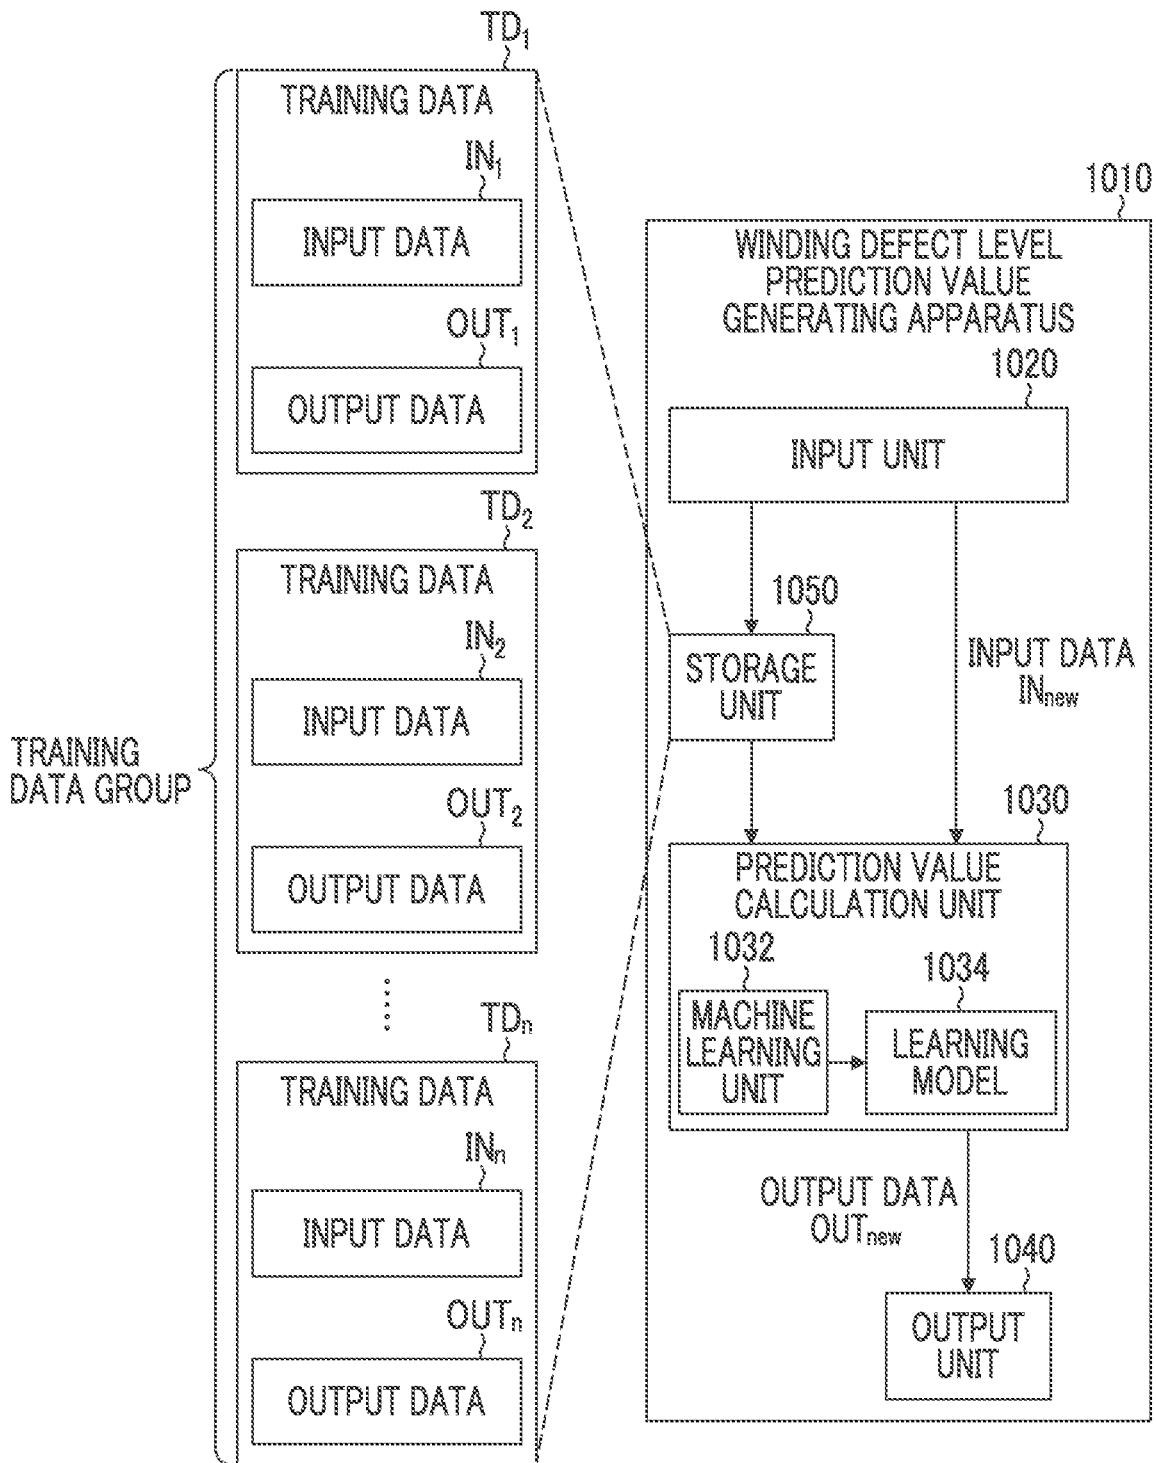 TD1
TRAINING DATA
IN1
INPUT DATA
OUT1
OUTPUT DATA
TD2
TRAINING DATA
IN2
INPUT DATA
OUT2
OUTPUT DATA
TRAINING
DATA GROUP
TDn
TRAINING DATA
INn
INPUT DATA
OUTn
OUTPUT DATA
1010
WINDING DEFECT LEVEL
PREDICTION VALUE
GENERATING APPARATUS
1020
INPUT UNIT
1050
STORAGE
UNIT
INPUT DATA
INnew
1030
PREDICTION VALUE
CALCULATION UNIT
1032
MACHINE
LEARNING
UNIT
1034
LEARNING
MODEL
OUTPUT DATA
OUTnew
1040
OUTPUT
UNIT